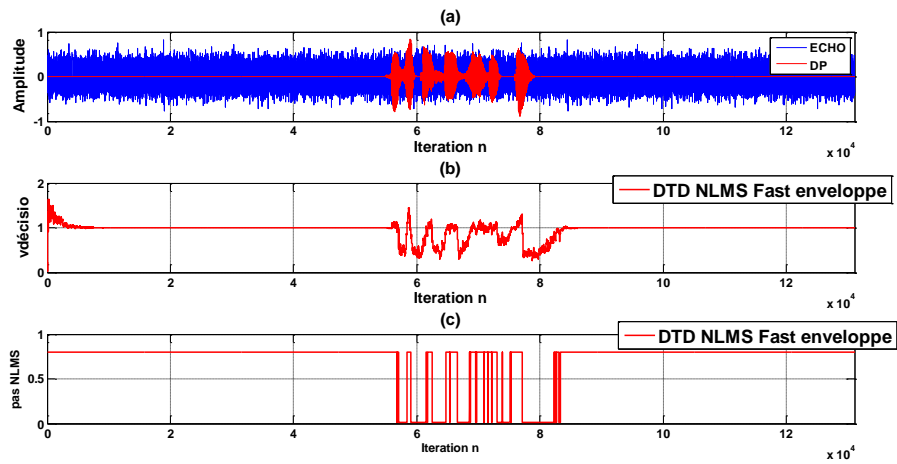 (a)
Amplitude
1
0
-1
ECHO
DP
0
2
4
6
8
10
12
Iteration n
x 10^4
(b)
vdécisio
2
1
0
DTD NLMS Fast enveloppe
0
2
4
6
8
10
12
Iteration n
x 10^4
(c)
pas NLMS
1
0.5
0
DTD NLMS Fast enveloppe
0
2
4
6
8
10
12
Iteration n
x 10^4